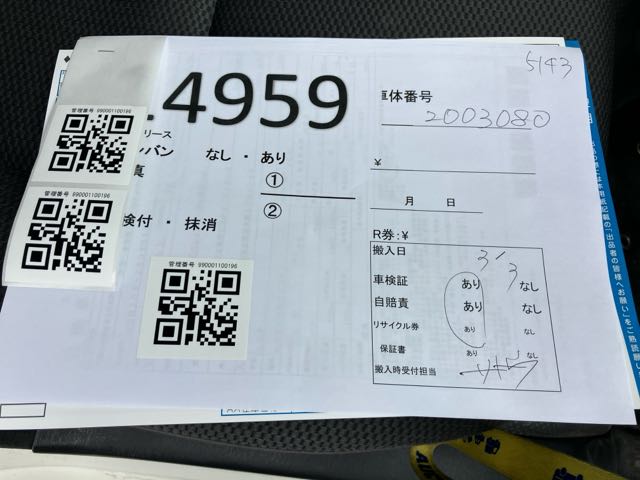 5143
4959
車体番号
2003080
リース
ンバン なし ・ あり
真
①
②
検付 ・ 抹消
¥
月 日
R券:¥
搬入日 3/3
車検証 あり なし
自賠責 あり なし
リサイクル券 あり なし
保証書 あり なし
搬入時受付担当
管理番号 990001100196
管理番号 990001100196
管理番号 990001100196